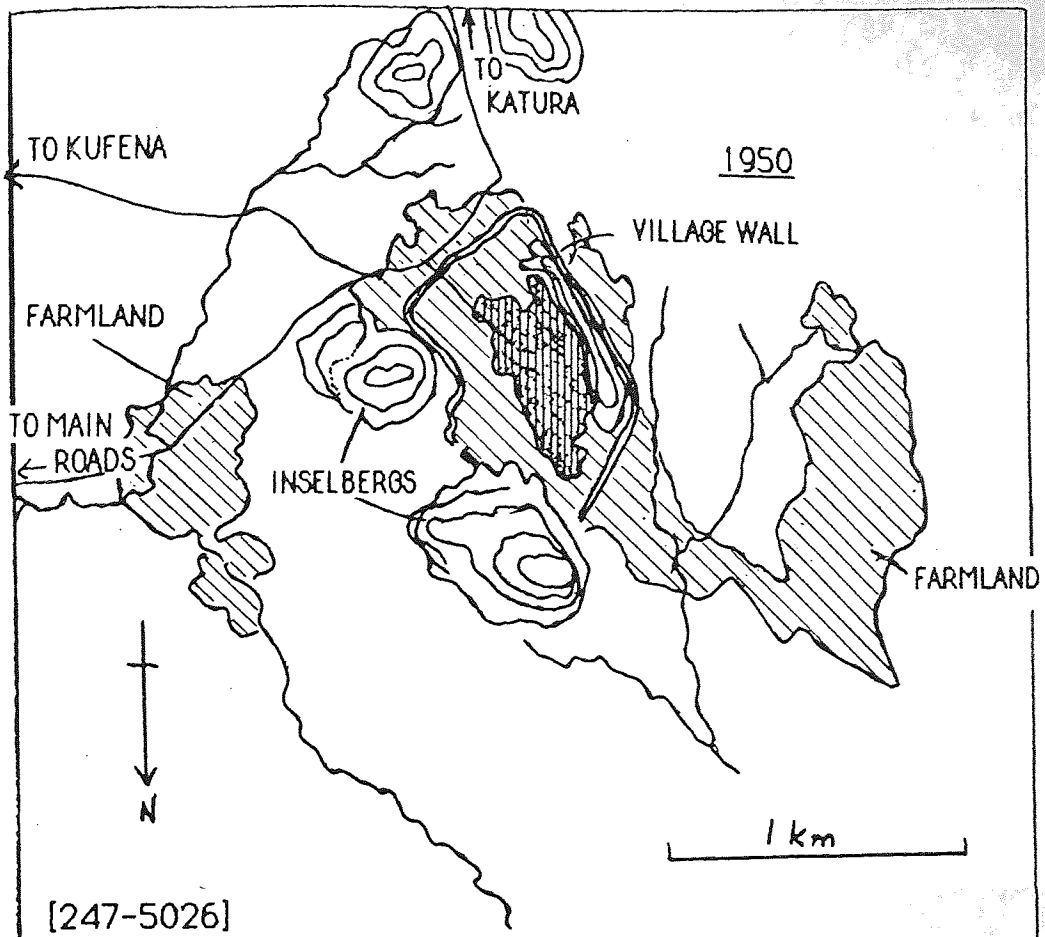 TO
KATURA
TO KUFENA
1950
VILLAGE WALL
FARMLAND
TO MAIN
← ROADS
INSELBERGS
FARMLAND
N
1 km
[247-5026]